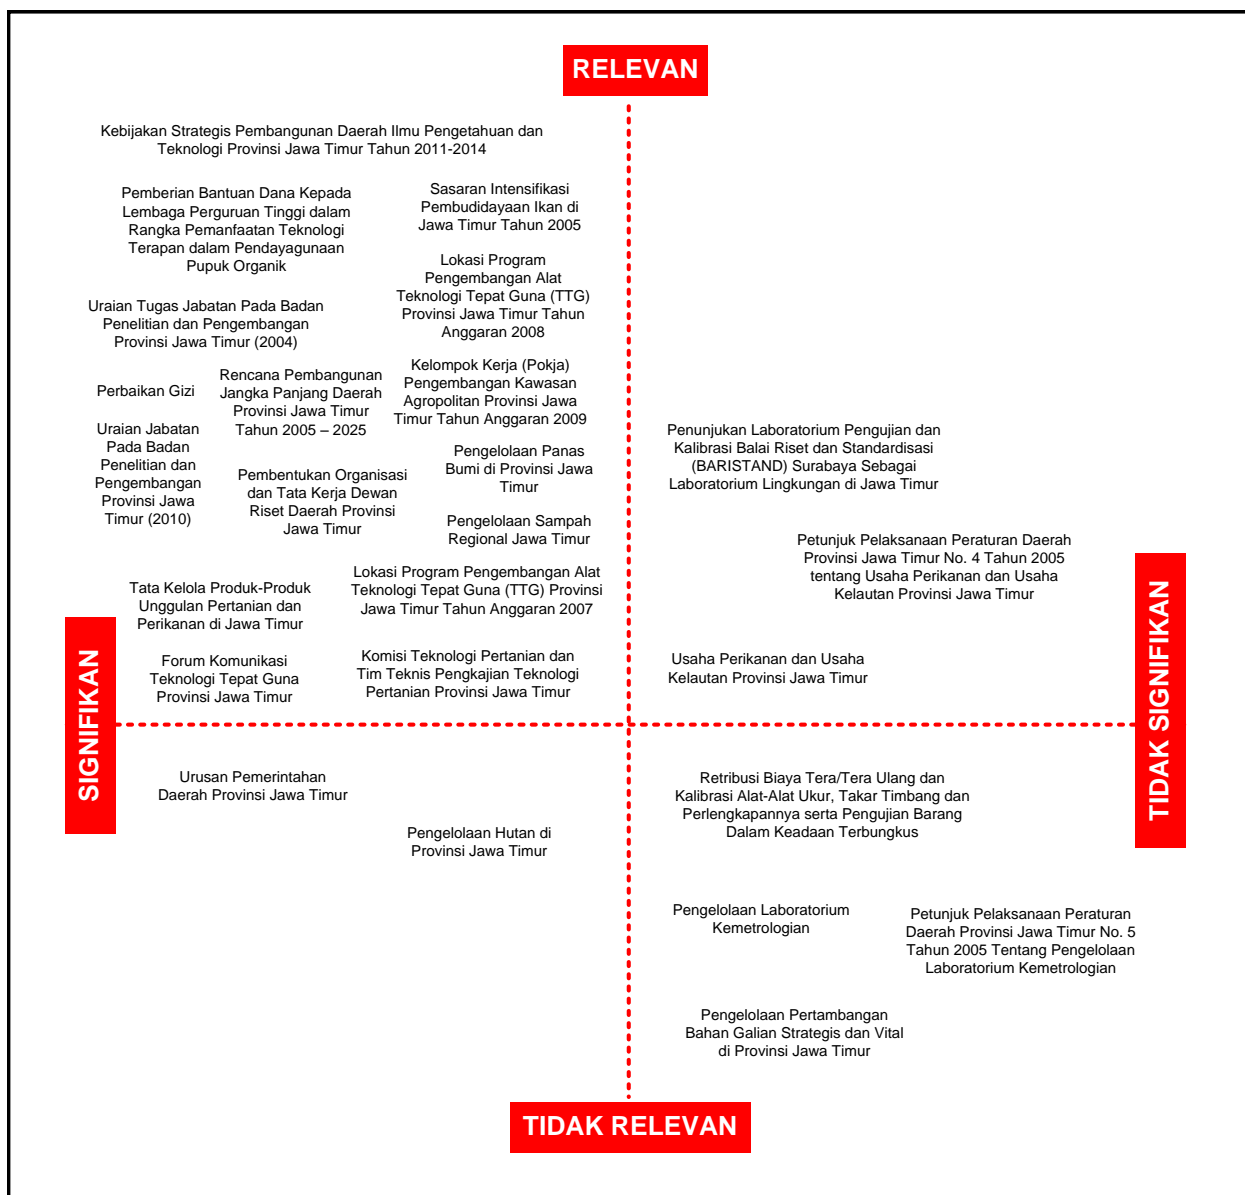 RELEVAN
Kebijakan Strategis Pembangunan Daerah Ilmu Pengetahuan dan
Teknologi Provinsi Jawa Timur Tahun 2011-2014
Pemberian Bantuan Dana Kepada
Lembaga Perguruan Tinggi dalam
Rangka Pemanfaatan Teknologi
Terapan dalam Pendayagunaan
Pupuk Organik
Sasaran Intensifikasi
Pembudidayaan Ikan di
Jawa Timur Tahun 2005
Lokasi Program
Pengembangan Alat
Teknologi Tepat Guna (TTG)
Provinsi Jawa Timur Tahun
Anggaran 2008
Uraian Tugas Jabatan Pada Badan
Penelitian dan Pengembangan
Provinsi Jawa Timur (2004)
Perbaikan Gizi
Rencana Pembangunan
Jangka Panjang Daerah
Provinsi Jawa Timur
Tahun 2005 – 2025
Kelompok Kerja (Pokja)
Pengembangan Kawasan
Agropolitan Provinsi Jawa
Timur Tahun Anggaran 2009
Uraian Jabatan
Pada Badan
Penelitian dan
Pengembangan
Provinsi Jawa
Timur (2010)
Pembentukan Organisasi
dan Tata Kerja Dewan
Riset Daerah Provinsi
Jawa Timur
Pengelolaan Panas
Bumi di Provinsi Jawa
Timur
Pengelolaan Sampah
Regional Jawa Timur
Tata Kelola Produk-Produk
Unggulan Pertanian dan
Perikanan di Jawa Timur
Lokasi Program Pengembangan Alat
Teknologi Tepat Guna (TTG) Provinsi
Jawa Timur Tahun Anggaran 2007
Forum Komunikasi
Teknologi Tepat Guna
Provinsi Jawa Timur
Komisi Teknologi Pertanian dan
Tim Teknis Pengkajian Teknologi
Pertanian Provinsi Jawa Timur
Penunjukan Laboratorium Pengujian dan
Kalibrasi Balai Riset dan Standardisasi
(BARISTAND) Surabaya Sebagai
Laboratorium Lingkungan di Jawa Timur
Petunjuk Pelaksanaan Peraturan Daerah
Provinsi Jawa Timur No. 4 Tahun 2005
tentang Usaha Perikanan dan Usaha
Kelautan Provinsi Jawa Timur
Usaha Perikanan dan Usaha
Kelautan Provinsi Jawa Timur
SIGNIFIKAN
TIDAK SIGNIFIKAN
Urusan Pemerintahan
Daerah Provinsi Jawa Timur
Pengelolaan Hutan di
Provinsi Jawa Timur
Retribusi Biaya Tera/Tera Ulang dan
Kalibrasi Alat-Alat Ukur, Takar Timbang dan
Perlengkapannya serta Pengujian Barang
Dalam Keadaan Terbungkus
Pengelolaan Laboratorium
Kemetrologian
Petunjuk Pelaksanaan Peraturan
Daerah Provinsi Jawa Timur No. 5
Tahun 2005 Tentang Pengelolaan
Laboratorium Kemetrologian
Pengelolaan Pertambangan
Bahan Galian Strategis dan Vital
di Provinsi Jawa Timur
TIDAK RELEVAN